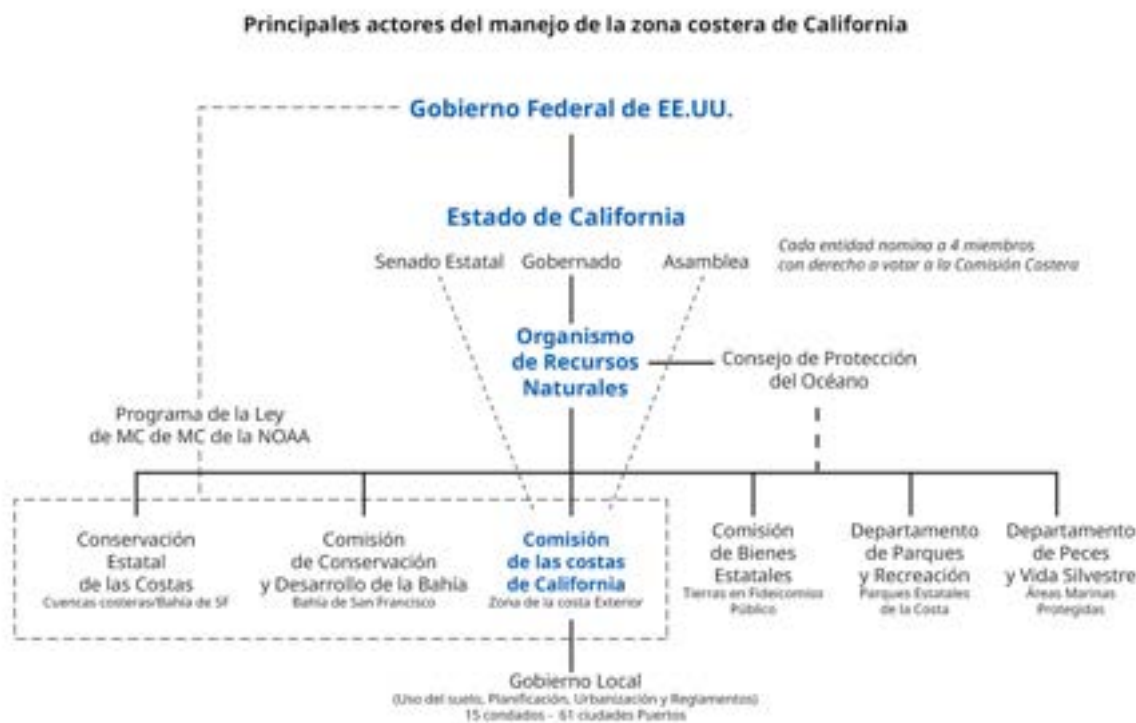 Principales actores del manejo de la zona costera de California
Gobierno Federal de EE.UU.
Estado de California
Senado Estatal
Gobernado
Asamblea
Cada entidad nomina a 4 miembros
con derecho a votar a la Comisión Costera
Organismo
de Recursos
Naturales
Consejo de Protección
del Océano
Programa de la Ley
de MC de MC de la NOAA
Conservación
Estatal
de las Costas
Cuencas costeras/Bahía de SF
Comisión
de Conservación
y Desarrollo de la Bahía
Bahía de San Francisco
Comisión
de las costas
de California
Zona de la costa Exterior
Comisión
de Bienes
Estatales
Tierras en Fideicomios
Público
Departamento
de Parques
y Recreación
Parques Estatales
de la Costa
Departamento
de Peces
y Vida Silvestre
Áreas Marinas
Protegidas
Gobierno Local
(Uso del suelo, Planificación, Urbanización y Reglamentos)
15 condados - 61 ciudades Puertos